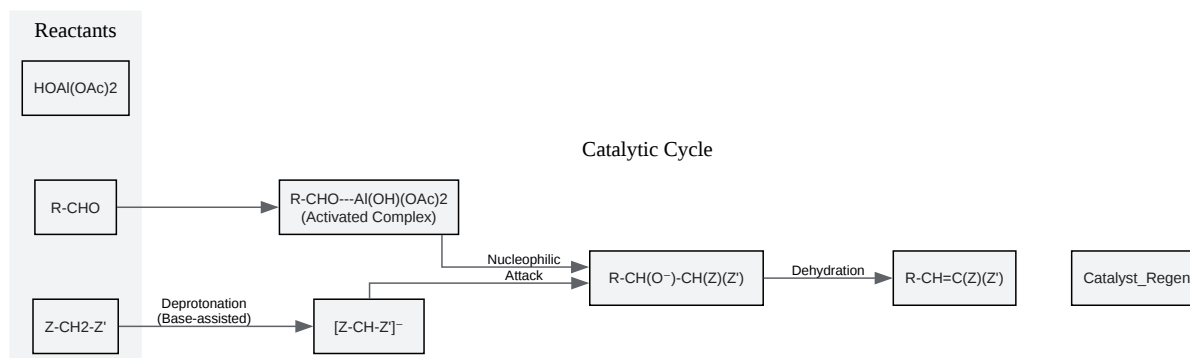 Reactants
HOAl(OAc)2
Catalytic Cycle
R-CHO
R-CHO---Al(OH)(OAc)2
(Activated Complex)
Nucleophilic
Attack
R-CH(O⁻)-CH(Z)(Z')
Dehydration
R-CH=C(Z)(Z')
Catalyst_Regen
Z-CH2-Z'
Deprotonation
(Base-assisted)
[Z-CH-Z']⁻